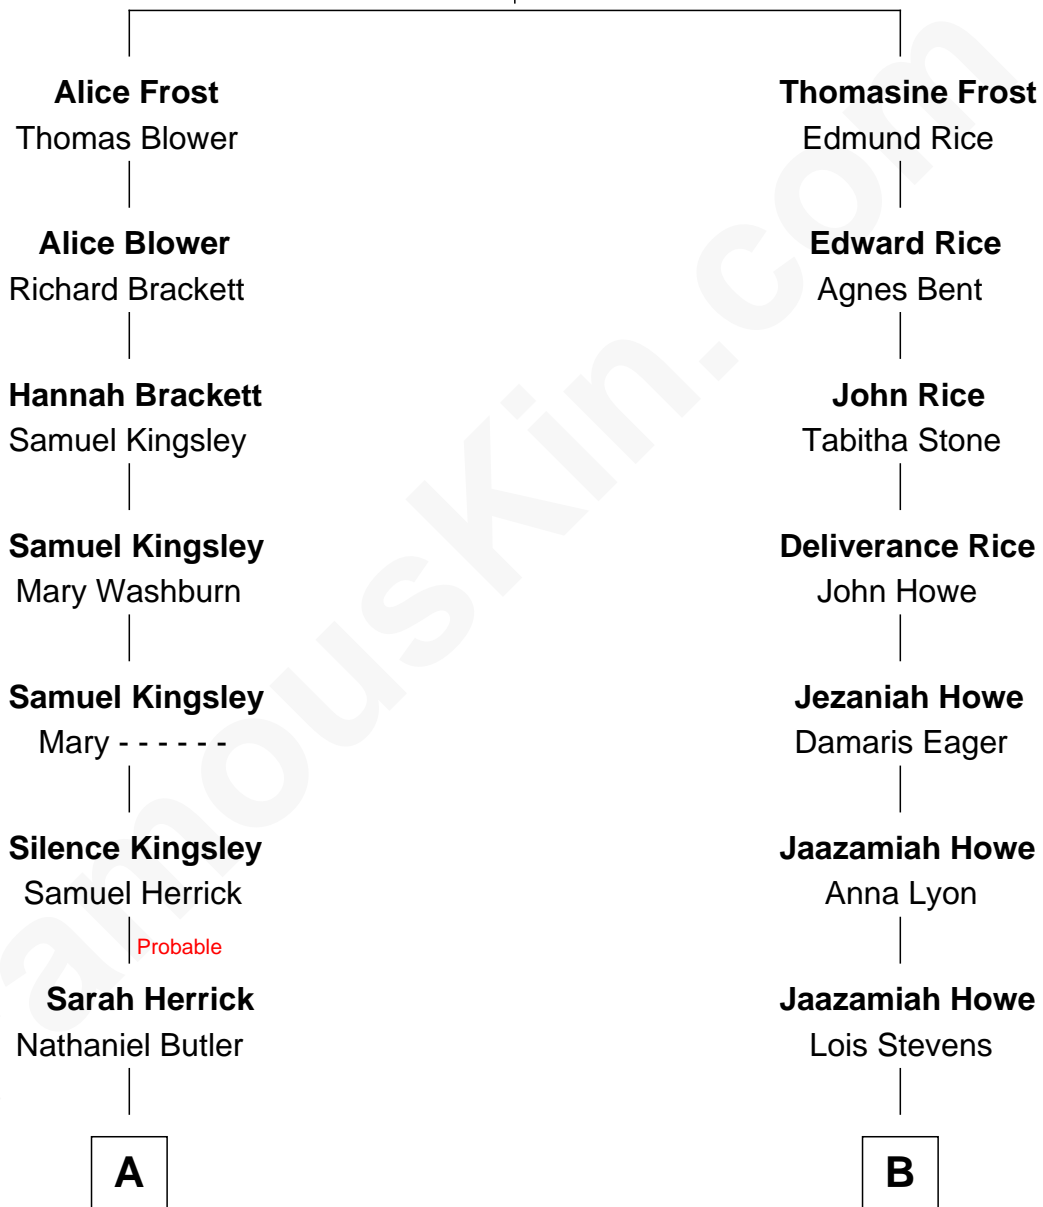 Alice Frost
Thomas Blower
Alice Blower
Richard Brackett
Hannah Brackett
Samuel Kingsley
Samuel Kingsley
Mary Washburn
Samuel Kingsley
Mary - - - - - -
Silence Kingsley
Samuel Herrick
Probable
Sarah Herrick
Nathaniel Butler
A
Thomasine Frost
Edmund Rice
Edward Rice
Agnes Bent
John Rice
Tabitha Stone
Deliverance Rice
John Howe
Jezaniah Howe
Damaris Eager
Jaazamiah Howe
Anna Lyon
Jaazamiah Howe
Lois Stevens
B
amousKin.com